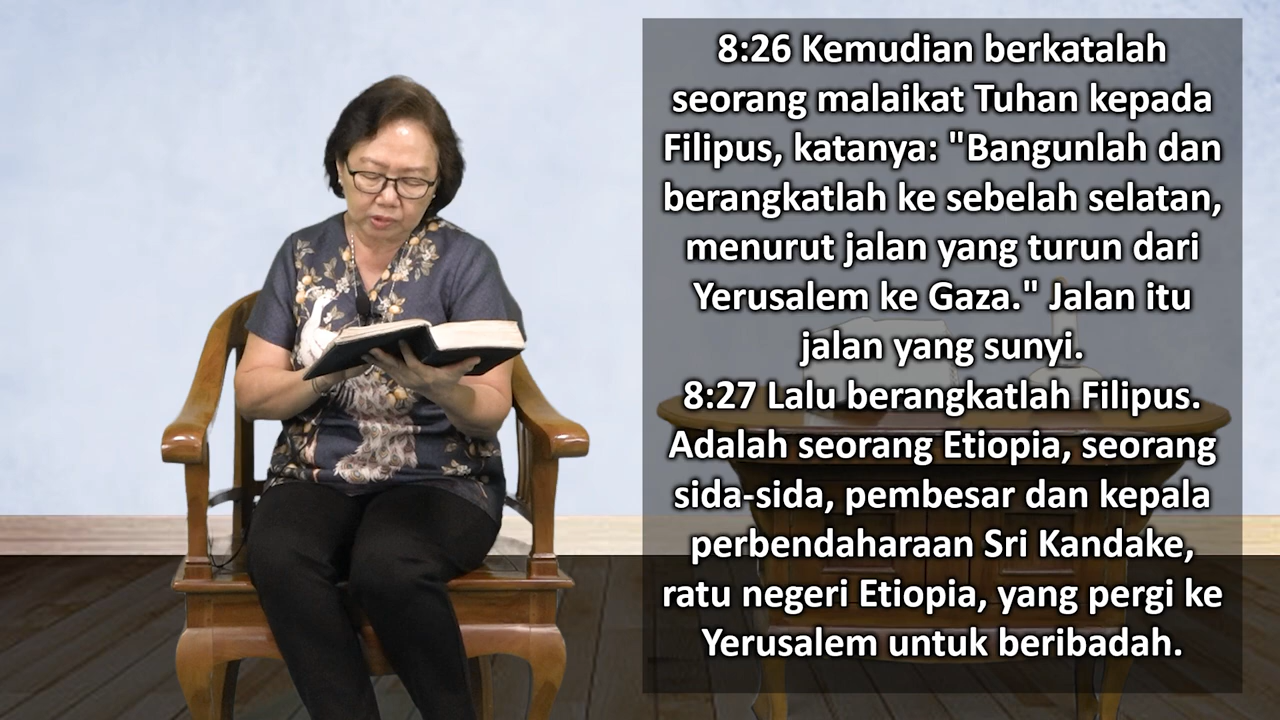 8:26 Kemudian berkatalah
seorang malaikat Tuhan kepada
Filipus, katanya: "Bangunlah dan
berangkatlah ke sebelah selatan,
menurut jalan yang turun dari
Yerusalem ke Gaza." Jalan itu
jalan yang sunyi.
8:27 Lalu berangkatlah Filipus.
Adalah seorang Etiopia, seorang
sida-sida, pembesar dan kepala
perbendaharaan Sri Kandake,
ratu negeri Etiopia, yang pergi ke
Yerusalem untuk beribadah.